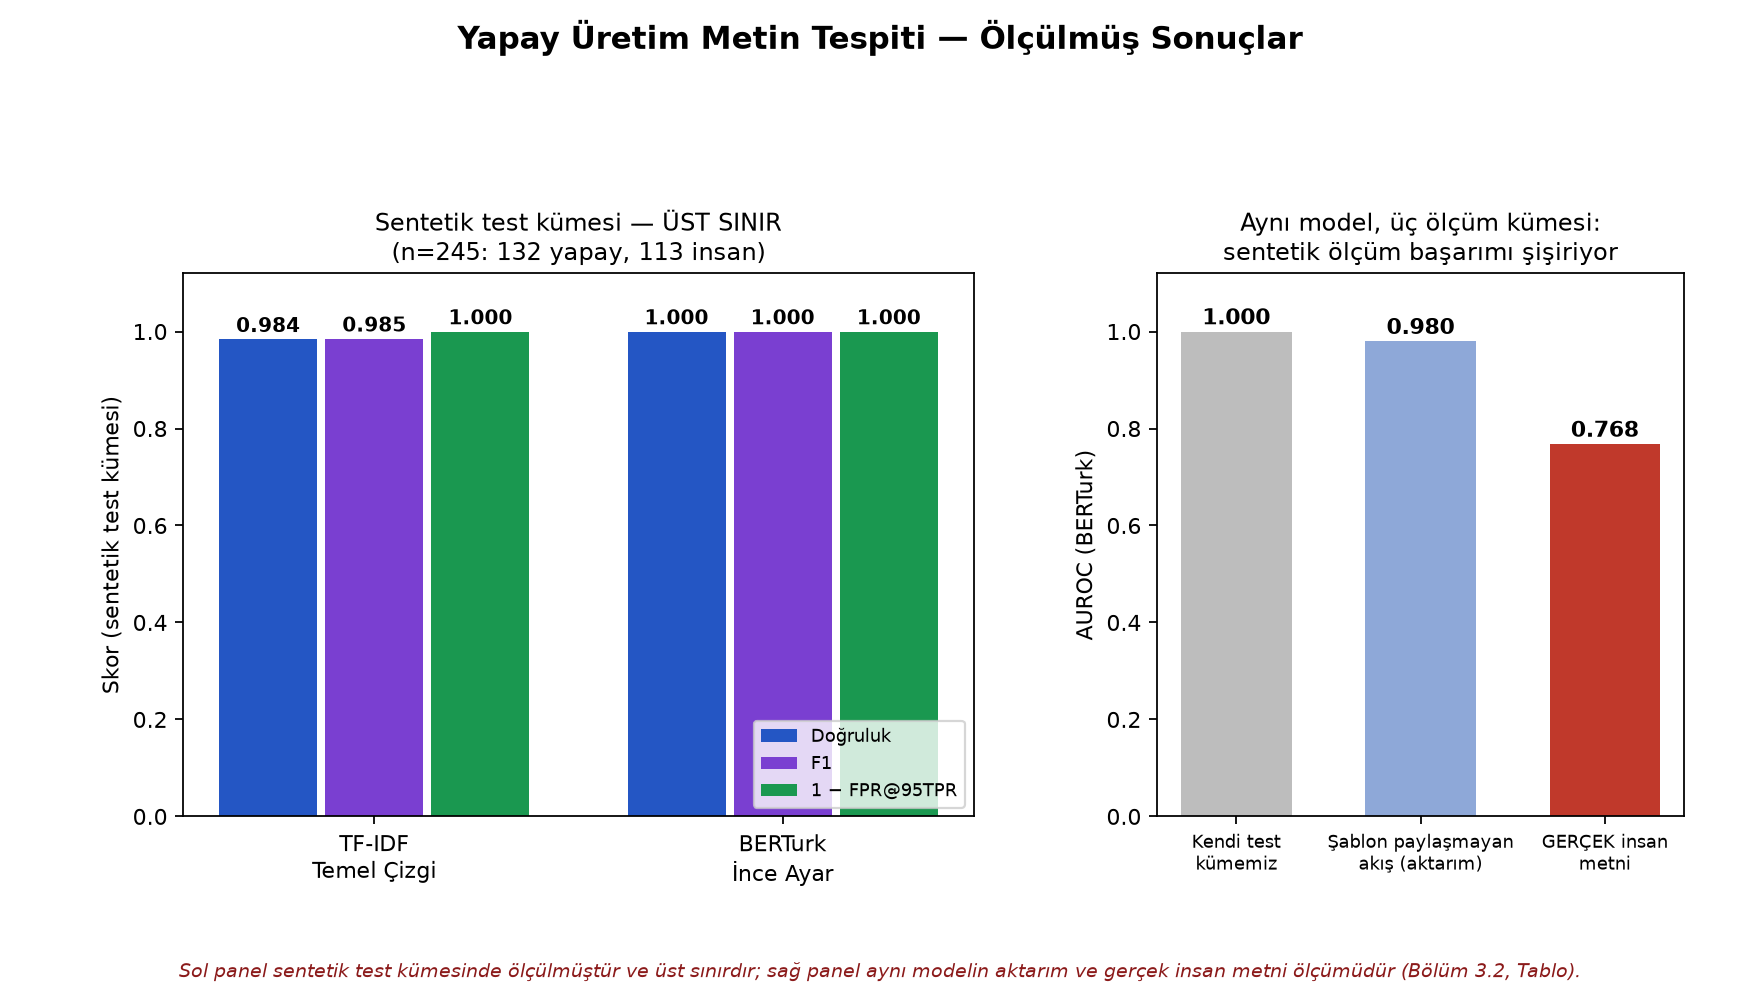 Yapay Üretim Metin Tespiti — Ölçülmüş Sonuçlar
Sentetik test kümesi — ÜST SINIR
(n=245: 132 yapay, 113 insan)
Skor (sentetik test kümesi)
1.0
0.8
0.6
0.4
0.2
0.0
0.984
0.985
1.000
1.000
1.000
1.000
Doğruluk
F1
1 − FPR@95TPR
TF-IDF
Temel Çizgi
BERTurk
İnce Ayar
Aynı model, üç ölçüm kümesi:
sentetik ölçüm başarımı şişiriyor
AUROC (BERTurk)
1.0
0.8
0.6
0.4
0.2
0.0
1.000
0.980
0.768
Kendi test
kümemiz
Şablon paylaşmayan
akış (aktarım)
GERÇEK insan
metni
Sol panel sentetik test kümesinde ölçülmüştür ve üst sınırdır; sağ panel aynı modelin aktarım ve gerçek insan metni ölçümüdür (Bölüm 3.2, Tablo).